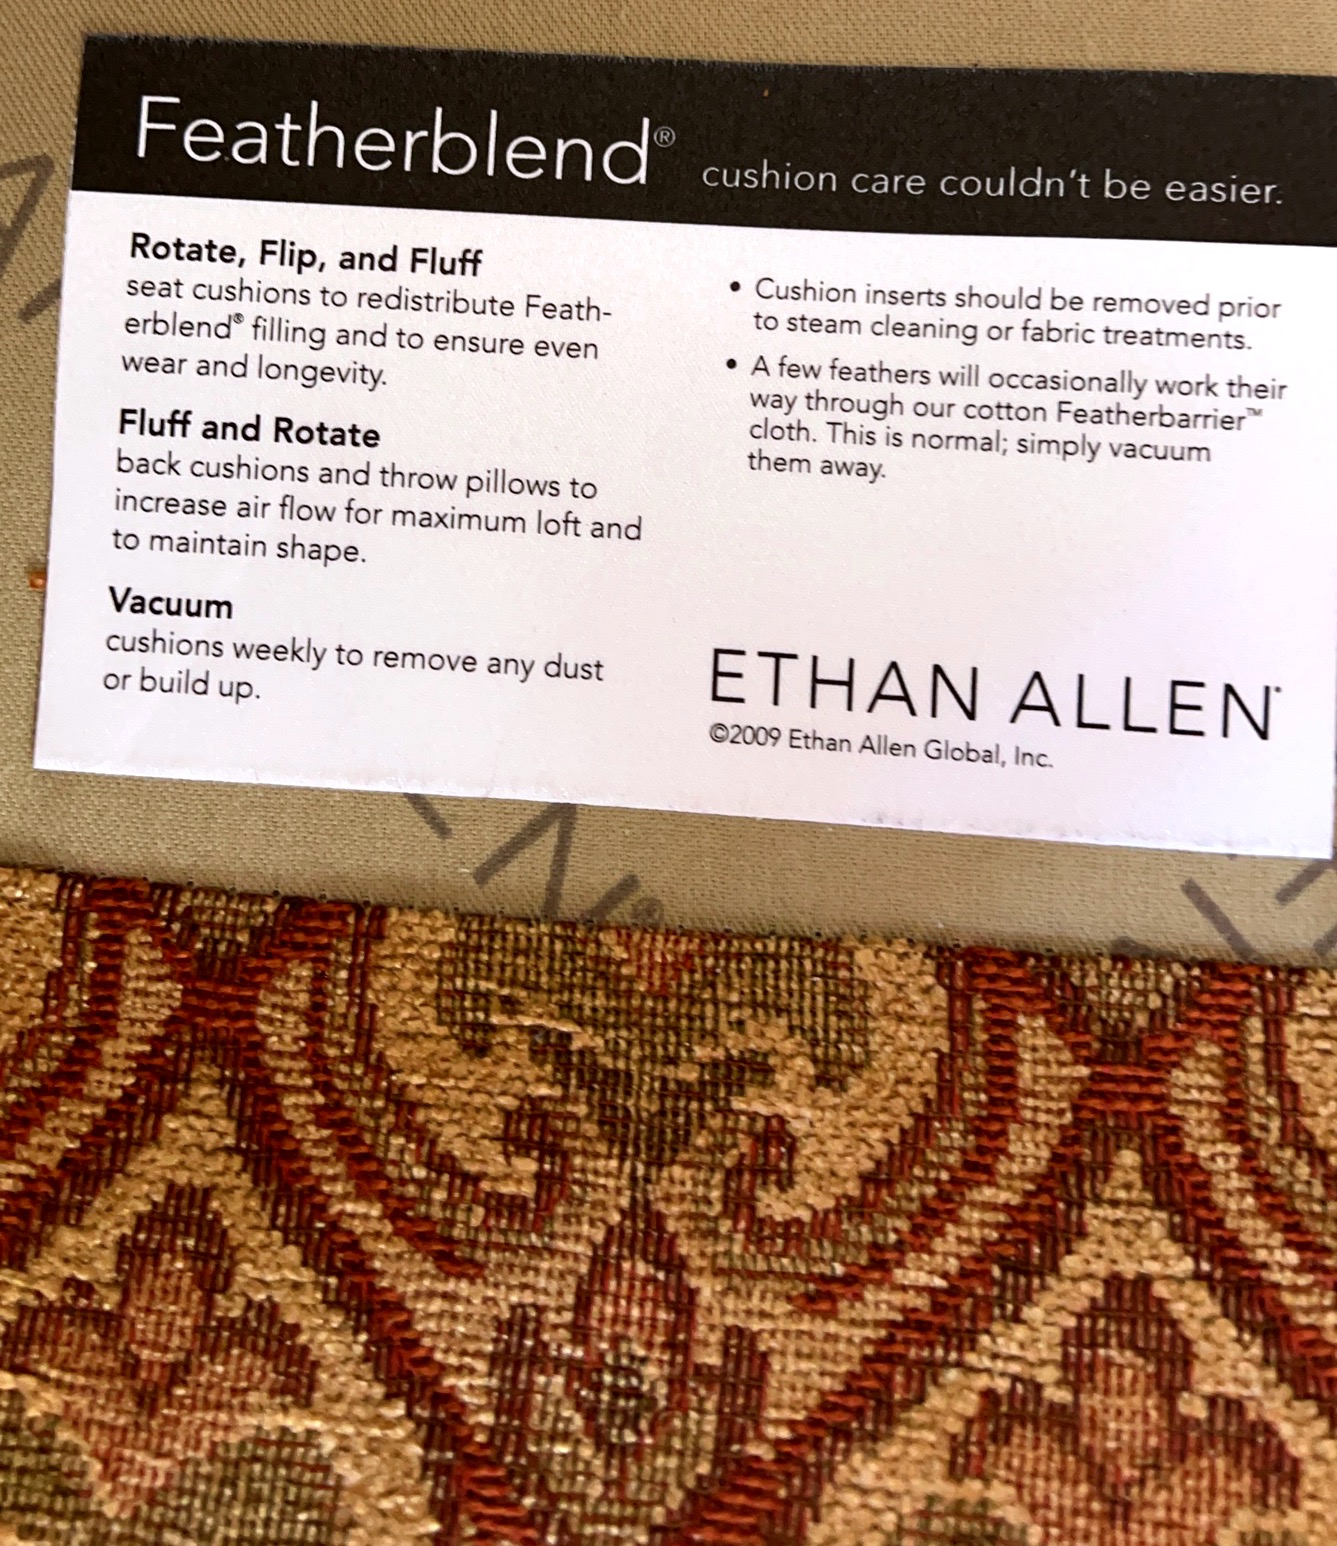 Featherblend® cushion care couldn't be easier.
Rotate, Flip, and Fluff
seat cushions to redistribute Feath-
erblend® filling and to ensure even
wear and longevity.
Fluff and Rotate
back cushions and throw pillows to
increase air flow for maximum loft and
to maintain shape.
Vacuum
cushions weekly to remove any dust
or build up.
• Cushion inserts should be removed prior
to steam cleaning or fabric treatments.
• A few feathers will occasionally work their
way through our cotton Featherbarrier™
cloth. This is normal; simply vacuum
them away.
ETHAN ALLEN®
©2009 Ethan Allen Global, Inc.